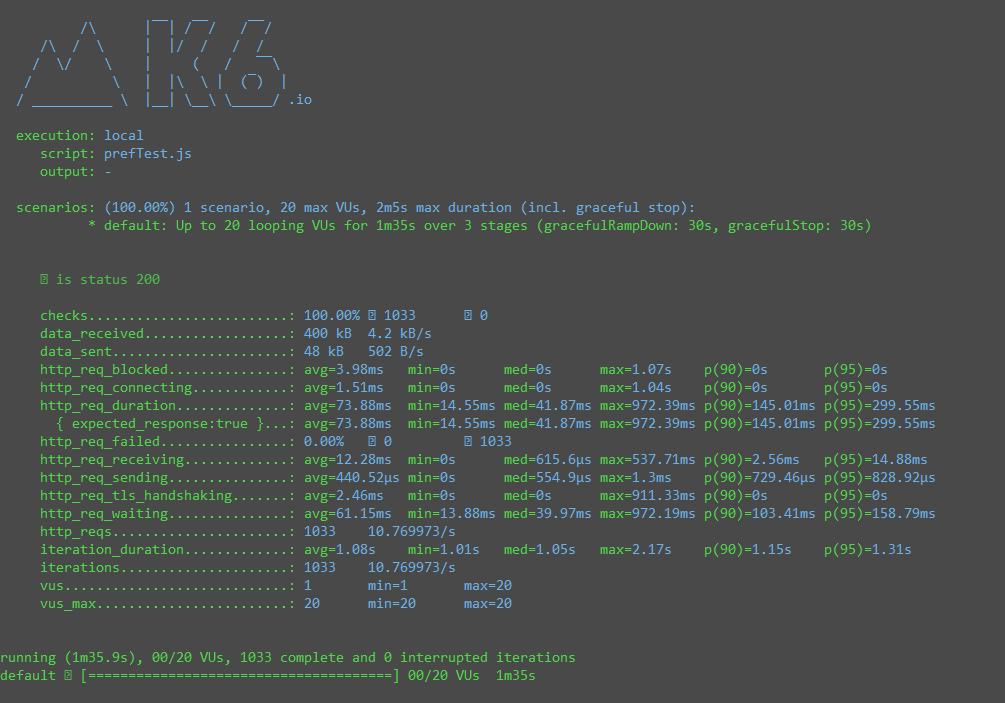 /\      |‾‾| /‾‾/   /‾‾/
     /\  /  \     |  |/  /   /  /
    /  \/    \    |     (   /   ‾‾\
   /          \   |  |\  \ |  (‾)  |
  / __________ \  |__| \__\ \_____/ .io
execution: local
script: prefTest.js
output: -
scenarios: (100.00%) 1 scenario, 20 max VUs, 2m5s max duration (incl. graceful stop):
* default: Up to 20 looping VUs for 1m35s over 3 stages (gracefulRampDown: 30s, gracefulStop: 30s)
is status 200
checks.........................: 100.00% 1033 0
data_received..................: 400 kB 4.2 kB/s
data_sent......................: 48 kB 502 B/s
http_req_blocked...............: avg=3.98ms min=0s med=0s max=1.07s p(90)=0s p(95)=0s
http_req_connecting............: avg=1.51ms min=0s med=0s max=1.04s p(90)=0s p(95)=0s
http_req_duration..............: avg=73.88ms min=14.55ms med=41.87ms max=972.39ms p(90)=145.01ms p(95)=299.55ms
{ expected_response:true }...: avg=73.88ms min=14.55ms med=41.87ms max=972.39ms p(90)=145.01ms p(95)=299.55ms
http_req_failed................: 0.00% 0 1033
http_req_receiving.............: avg=12.28ms min=0s med=615.6µs max=537.71ms p(90)=2.56ms p(95)=14.88ms
http_req_sending...............: avg=440.52µs min=0s med=554.9µs max=1.3ms p(90)=729.46µs p(95)=828.92µs
http_req_tls_handshaking.......: avg=2.46ms min=0s med=0s max=911.33ms p(90)=0s p(95)=0s
http_req_waiting...............: avg=61.15ms min=13.88ms med=39.97ms max=972.19ms p(90)=103.41ms p(95)=158.79ms
http_reqs......................: 1033 10.769973/s
iteration_duration.............: avg=1.08s min=1.01s med=1.05s max=2.17s p(90)=1.15s p(95)=1.31s
iterations.....................: 1033 10.769973/s
vus............................: 1 min=1 max=20
vus_max........................: 20 min=20 max=20
running (1m35.9s), 00/20 VUs, 1033 complete and 0 interrupted iterations
default [======================================] 00/20 VUs 1m35s